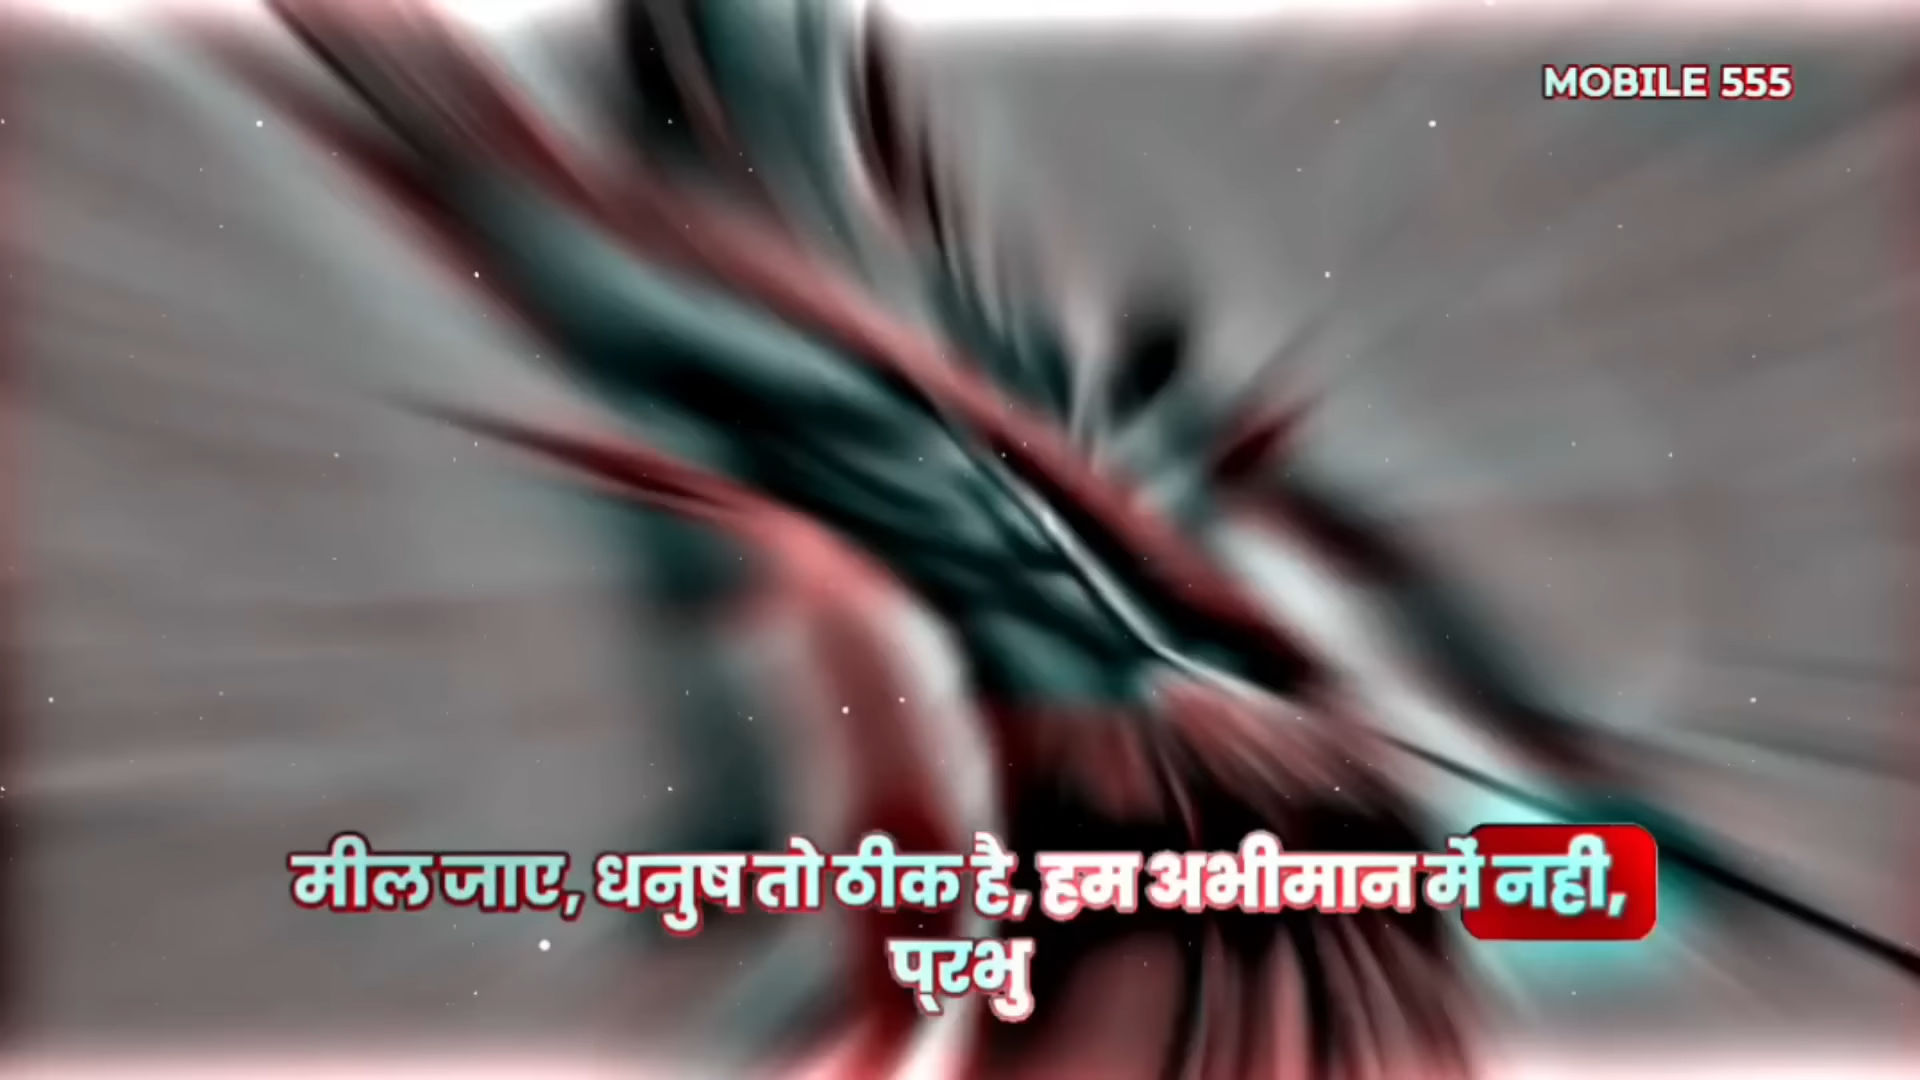 MOBILE 555
मील जाए, धनुष तो ठीक है, हम अभीमान में नही,
प्रभु